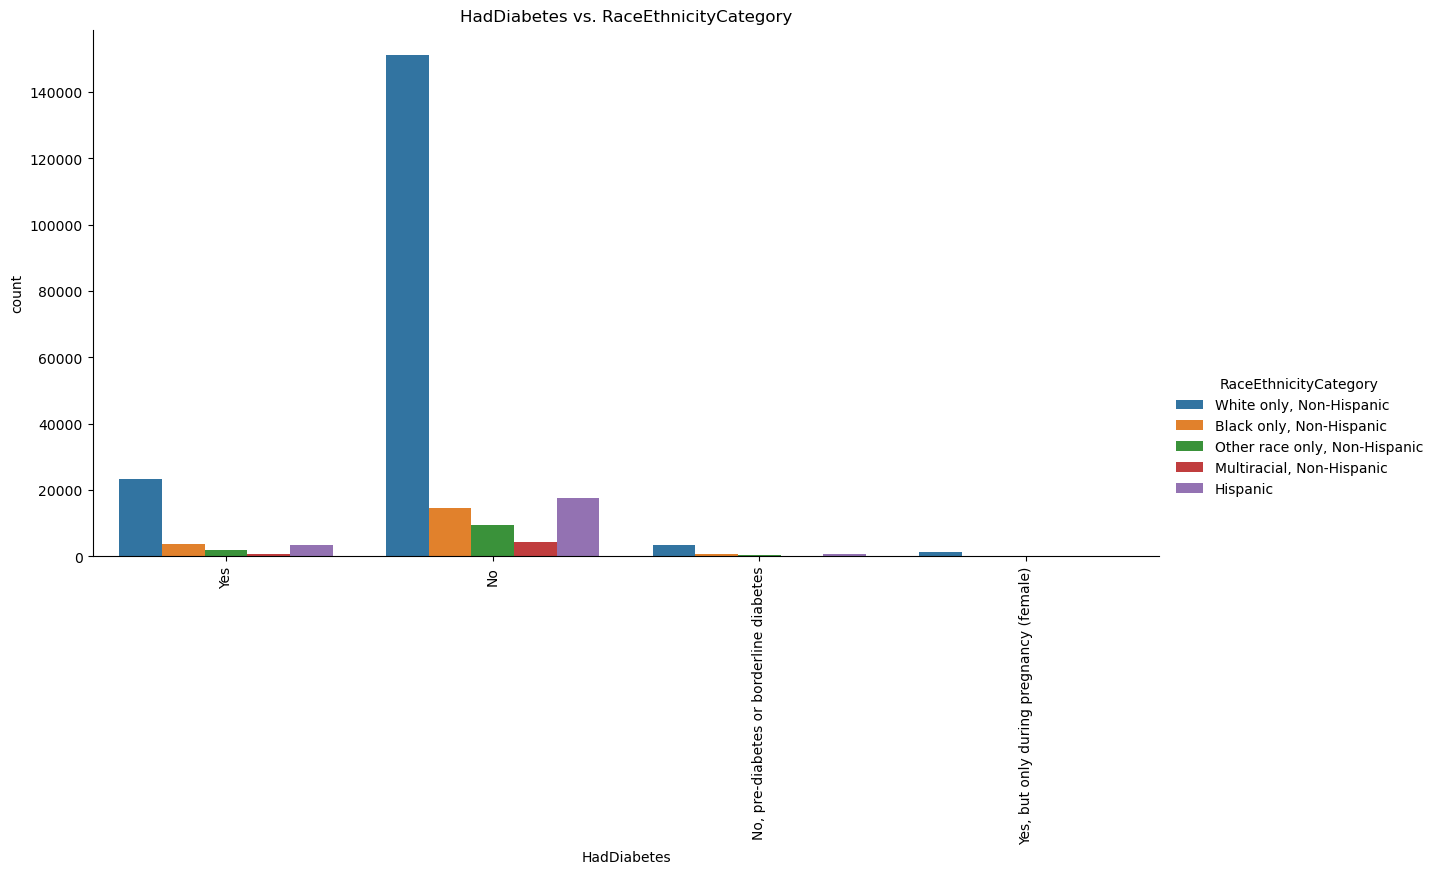 HadDiabetes vs. RaceEthnicityCategory
count
140000
120000
100000
80000
60000
40000
20000
0
Yes
No
No, pre-diabetes or borderline diabetes
Yes, but only during pregnancy (female)
HadDiabetes
RaceEthnicityCategory
White only, Non-Hispanic
Black only, Non-Hispanic
Other race only, Non-Hispanic
Multiracial, Non-Hispanic
Hispanic